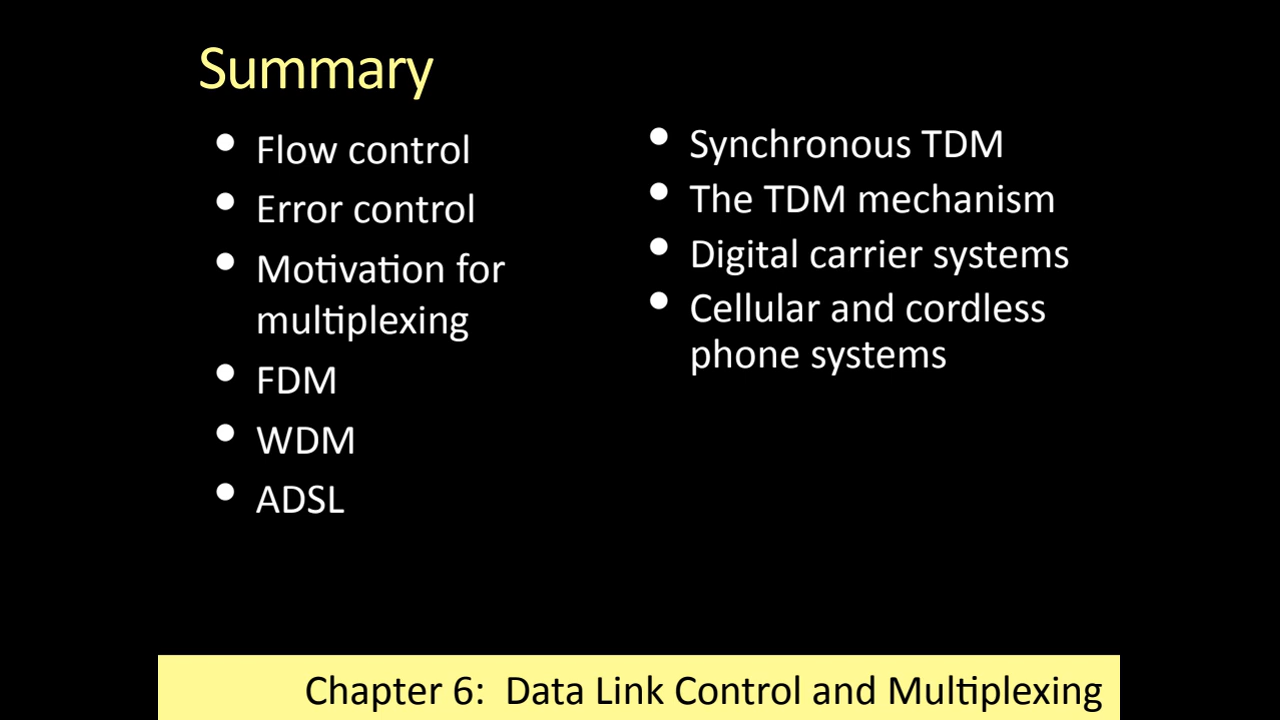 Summary
• Flow control
• Error control
• Motivation for
multiplexing
• FDM
• WDM
• ADSL
• Synchronous TDM
• The TDM mechanism
• Digital carrier systems
• Cellular and cordless
phone systems
Chapter 6: Data Link Control and Multiplexing